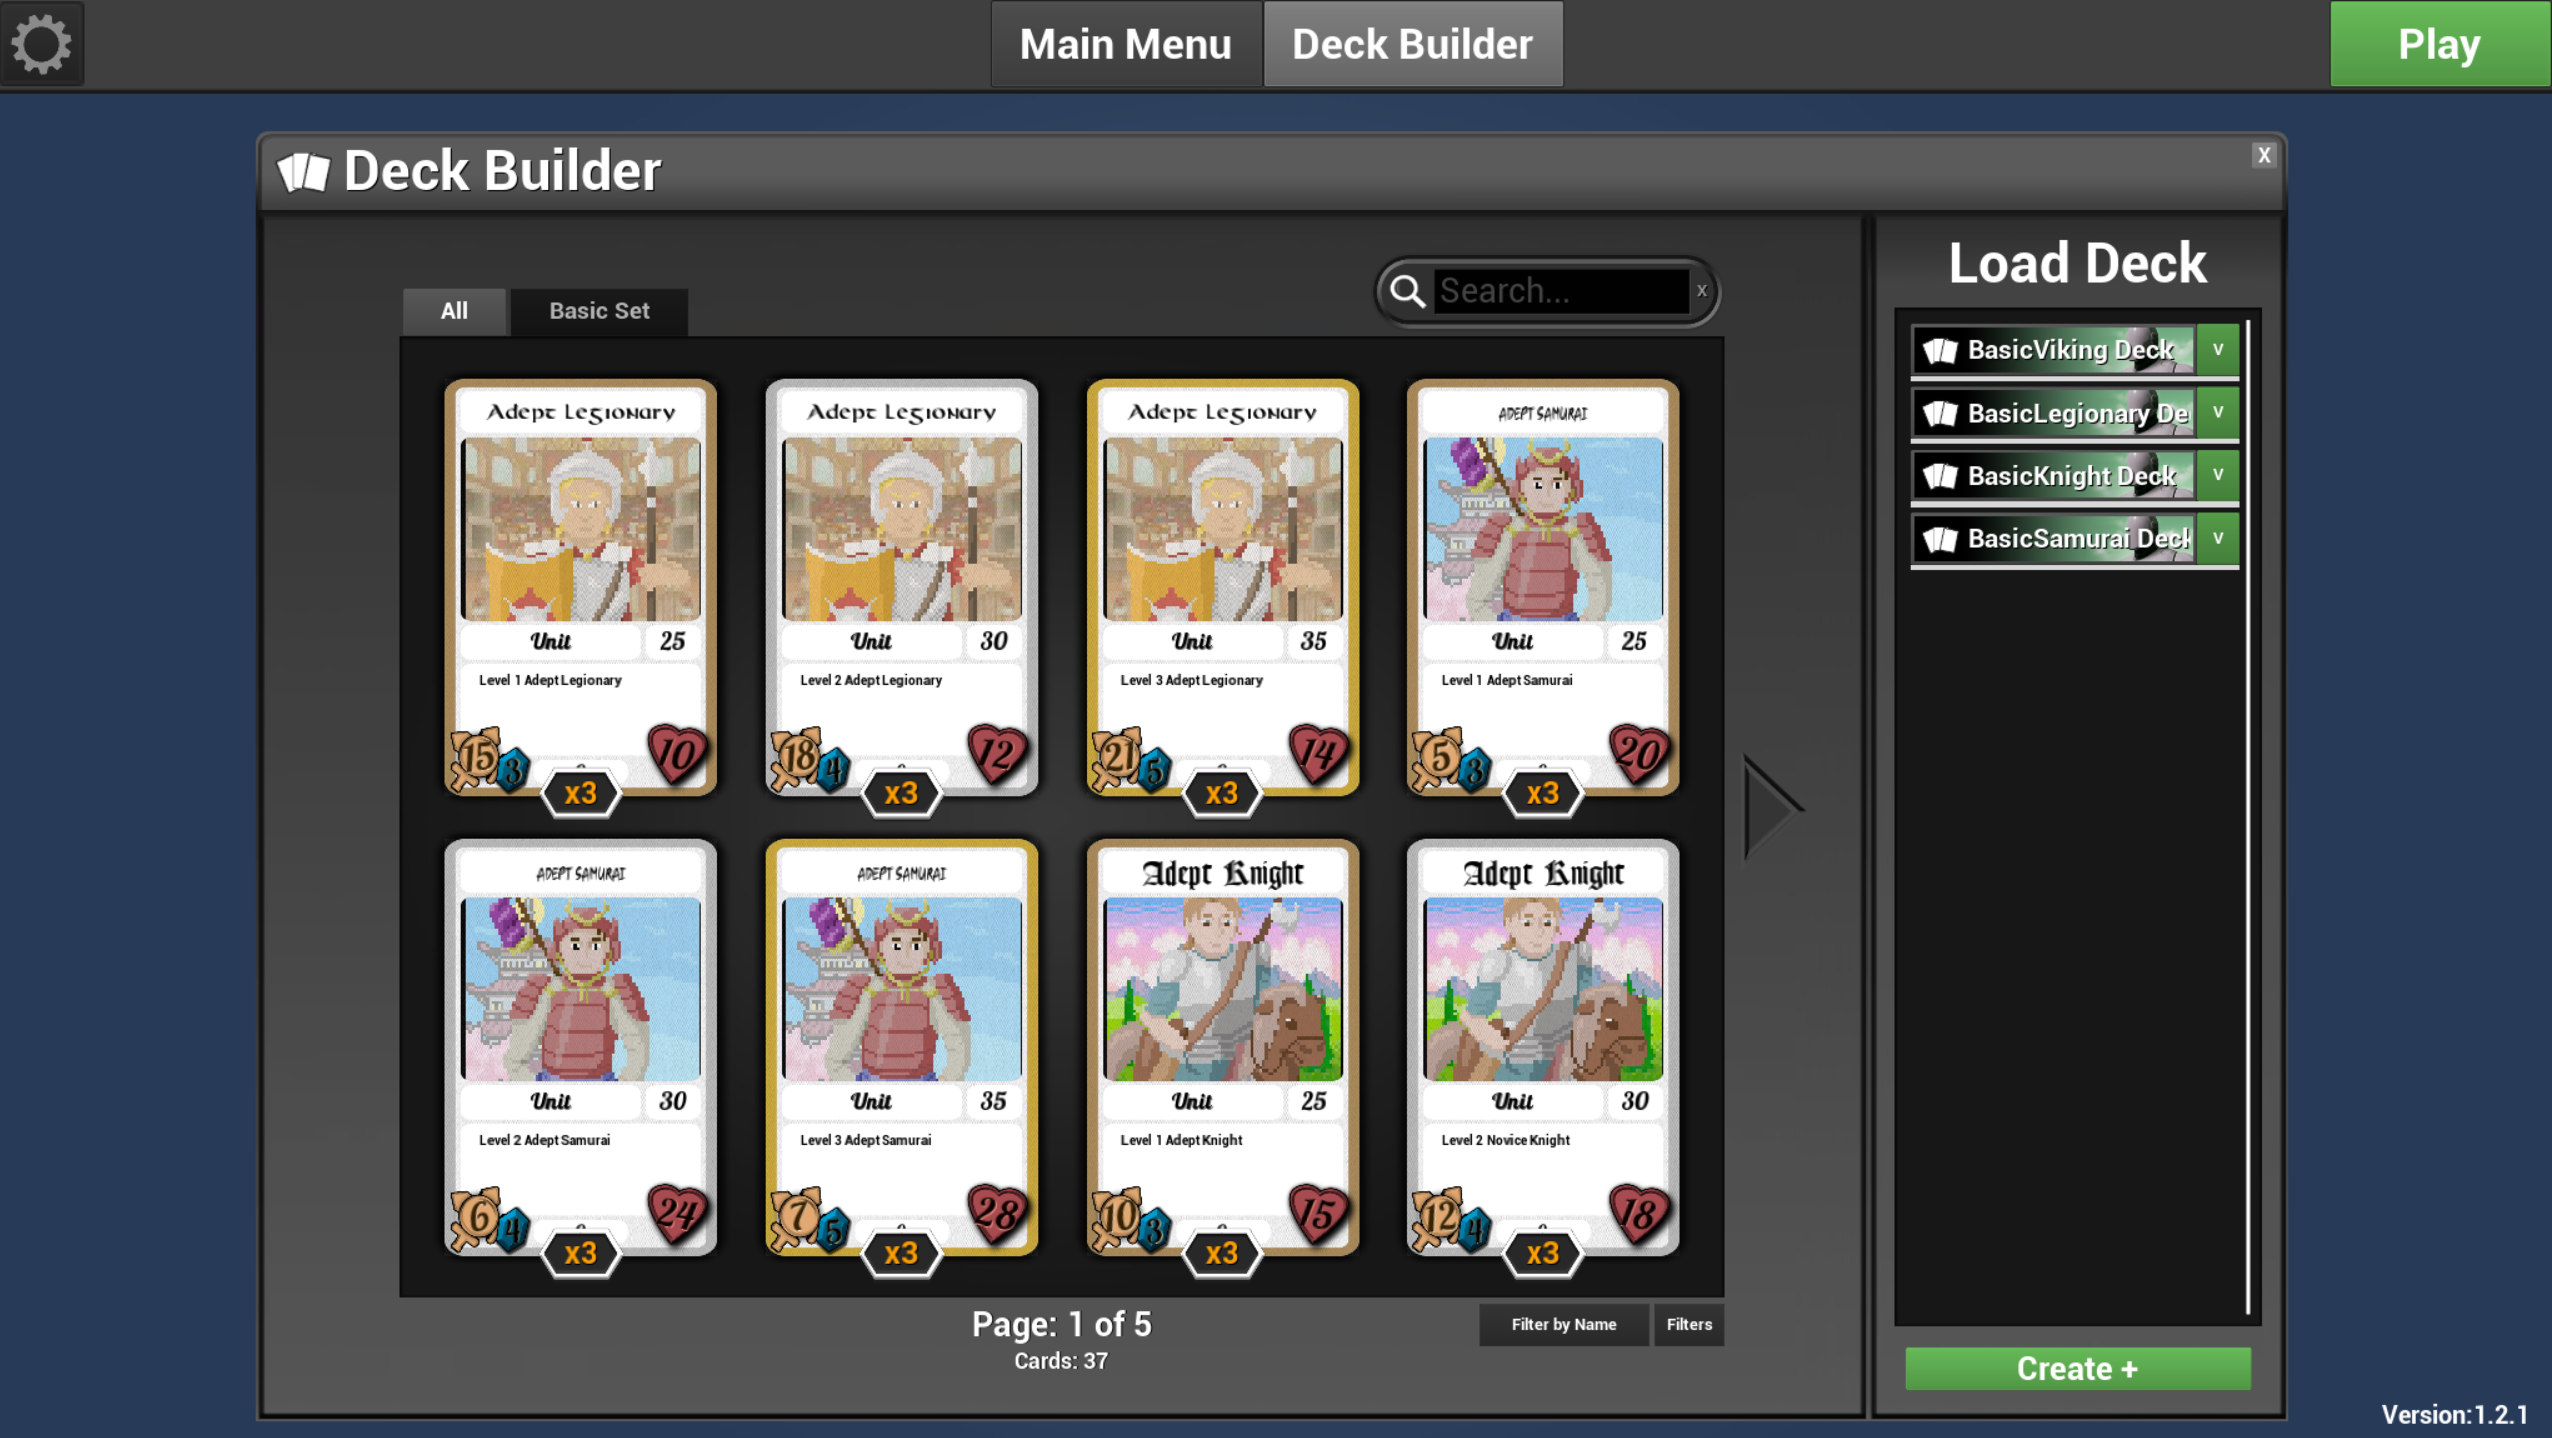 Main Menu
Deck Builder
Play
Deck Builder
X
All
Basic Set
Search...
x
Load Deck
BasicViking Deck
v
BasicLegionary De
v
BasicKnight Deck
v
BasicSamurai Deck
v
Adept Legionary
Unit 25
Level 1 Adept Legionary
15 3 10
x3
Adept Legionary
Unit 30
Level 2 Adept Legionary
18 4 12
x3
Adept Legionary
Unit 35
Level 3 Adept Legionary
21 5 14
x3
ADEPT SAMURAI
Unit 25
Level 1 Adept Samurai
5 3 20
x3
ADEPT SAMURAI
Unit 30
Level 2 Adept Samurai
6 4 24
x3
ADEPT SAMURAI
Unit 35
Level 3 Adept Samurai
7 5 28
x3
Adept Knight
Unit 25
Level 1 Adept Knight
10 3 15
x3
Adept Knight
Unit 30
Level 2 Novice Knight
12 4 18
x3
Page: 1 of 5
Cards: 37
Filter by Name
Filters
Create +
Version:1.2.1